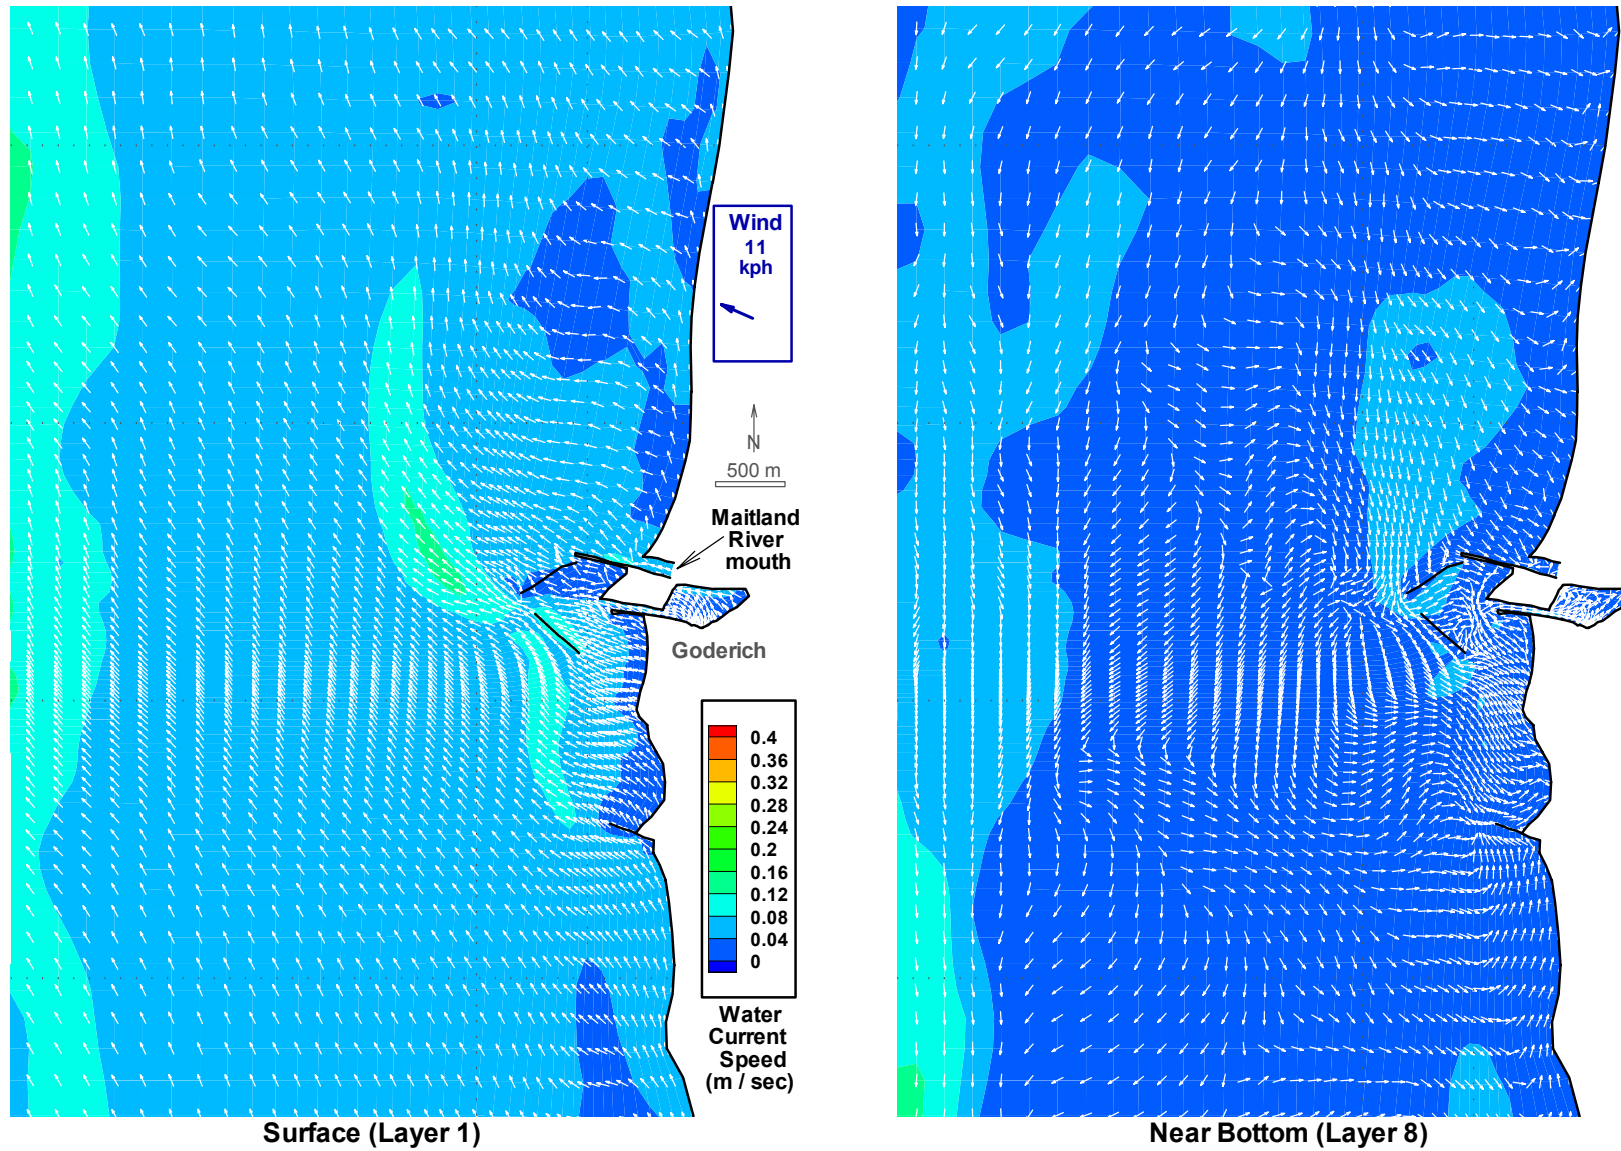 Wind
11
kph
N
500 m
Maitland
River
mouth
Goderich
0.4
0.36
0.32
0.28
0.24
0.2
0.16
0.12
0.08
0.04
0
Water
Current
Speed
(m / sec)
Surface (Layer 1)
Near Bottom (Layer 8)